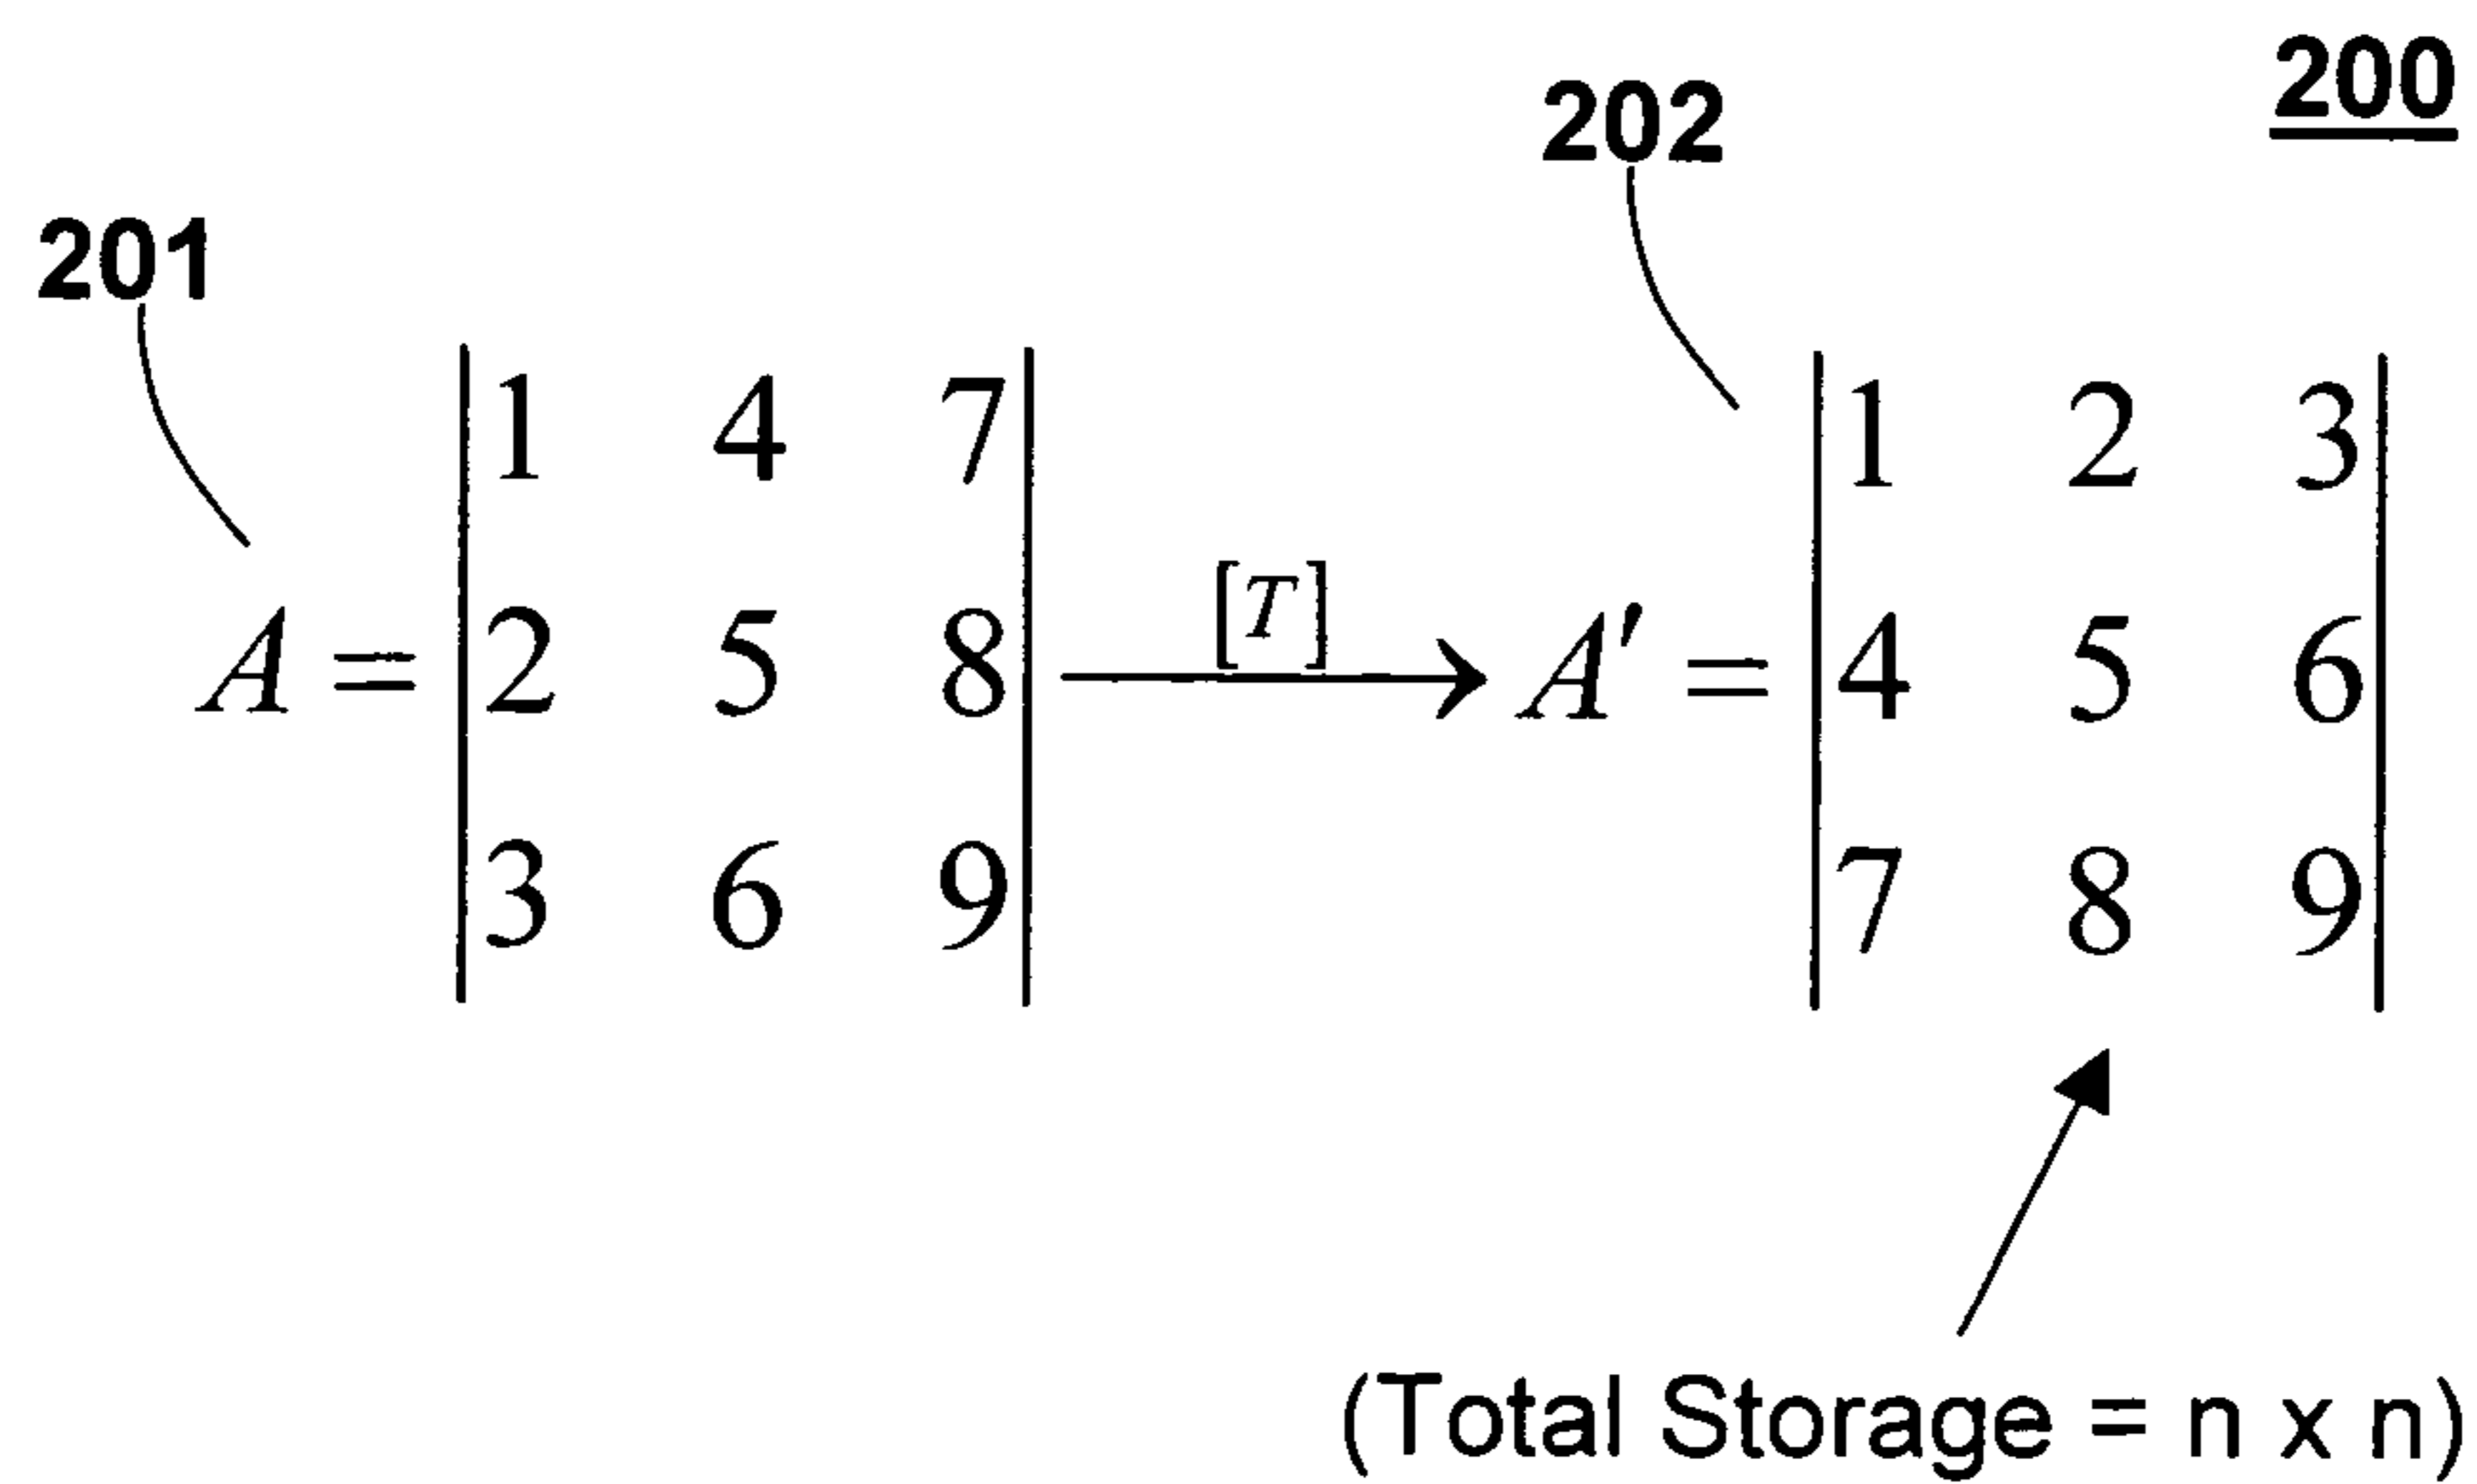 200
202
201
1 4 7 1 2 3
[T]
A = 2 5 8 A′ = 4 5 6
3 6 9 7 8 9
(Total Storage = n x n)